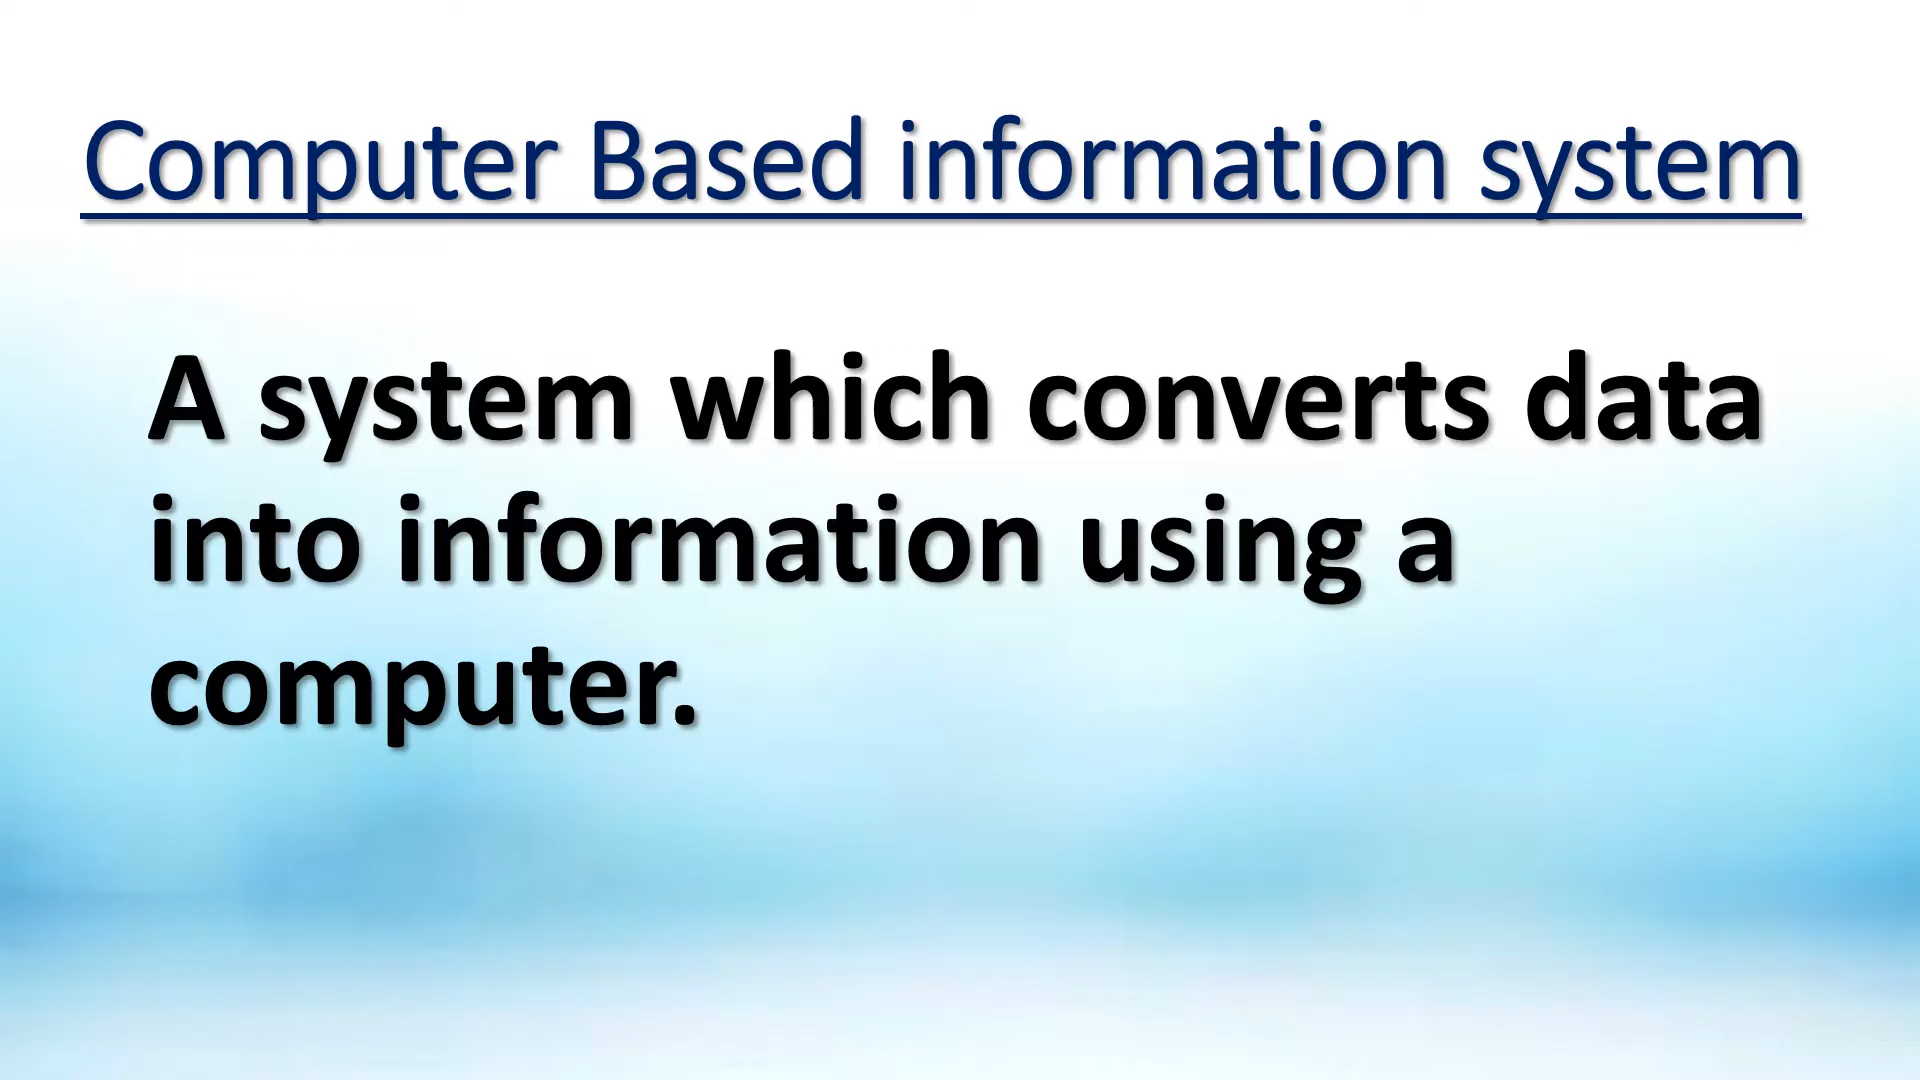 Computer Based information system
A system which converts data
into information using a
computer.